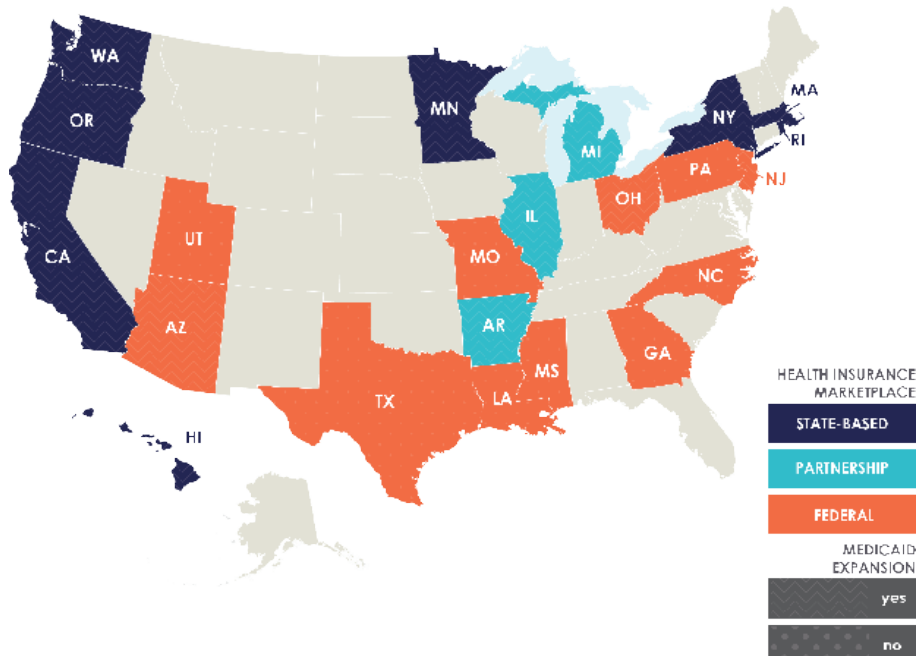 WA
MN
MA
OR
NY
RI
MI
PA
NJ
OH
IL
UT
MO
CA
NC
AZ
AR
GA
MS
LA
TX
HI
HEALTH INSURANCE
MARKETPLACE
STATE-BASED
PARTNERSHIP
FEDERAL
MEDICAID
EXPANSION
yes
no